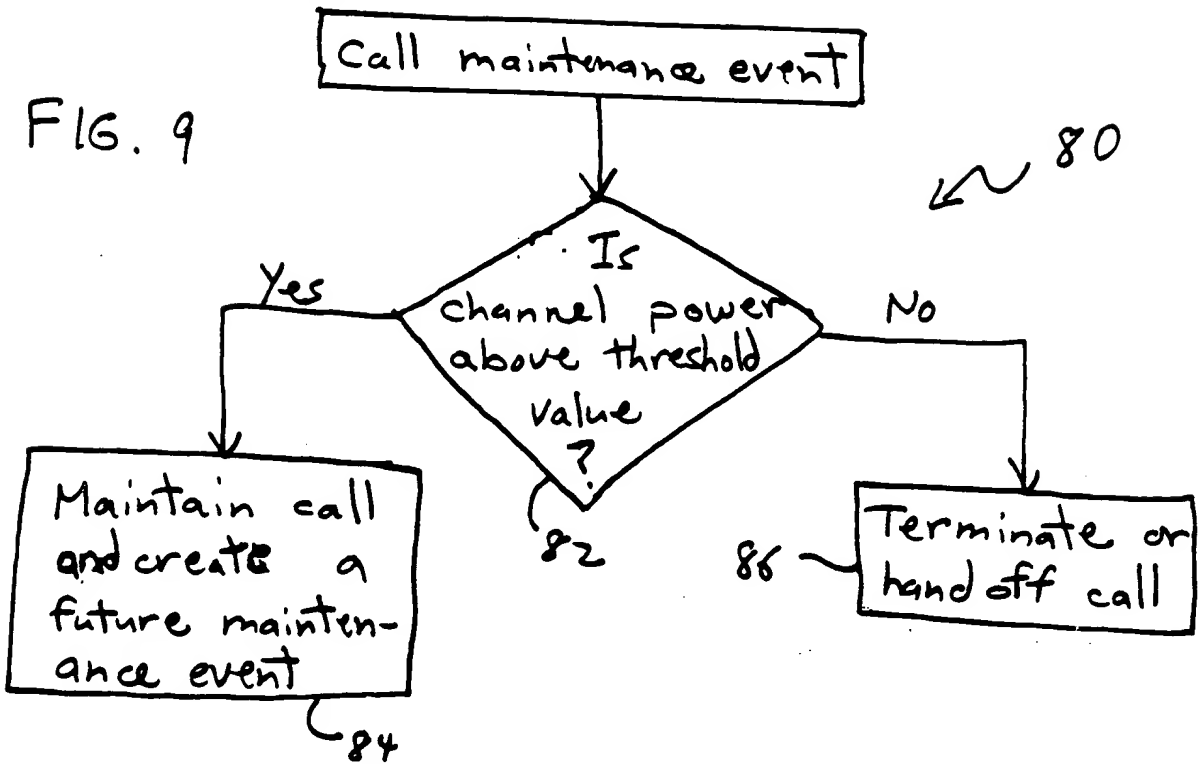 Call maintenance event
FIG. 9
80
Is
channel power
above threshold
value
?
Yes
No
Maintain call
and create a
future mainten-
ance event
82
86
Terminate or
hand off call
84